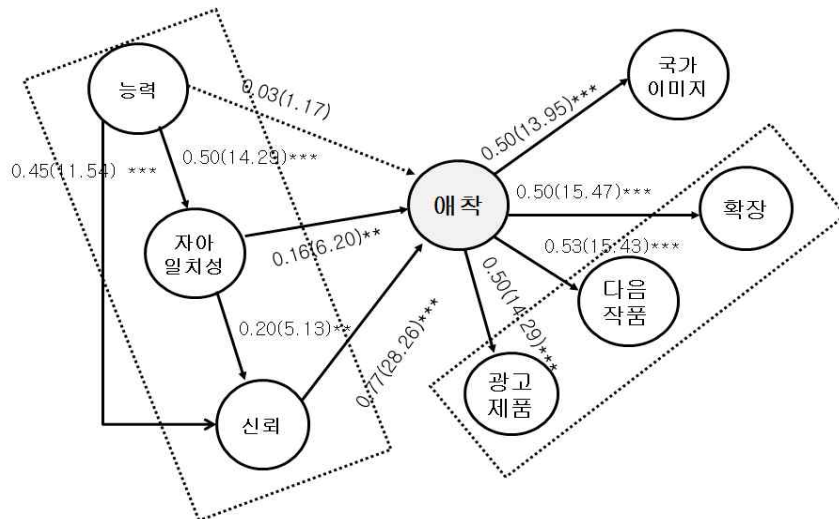 능력
국가
이미지
0.03(1.17)
0.50(13.95)***
0.45(11.54) ***
0.50(14.29)***
애착
0.50(15.47)***
확장
자아
일치성
0.16(6.20)**
0.53(15.43)***
다음
작품
0.50(14.29)***
0.20(5.13)**
0.77(28.26)***
광고
제품
신뢰